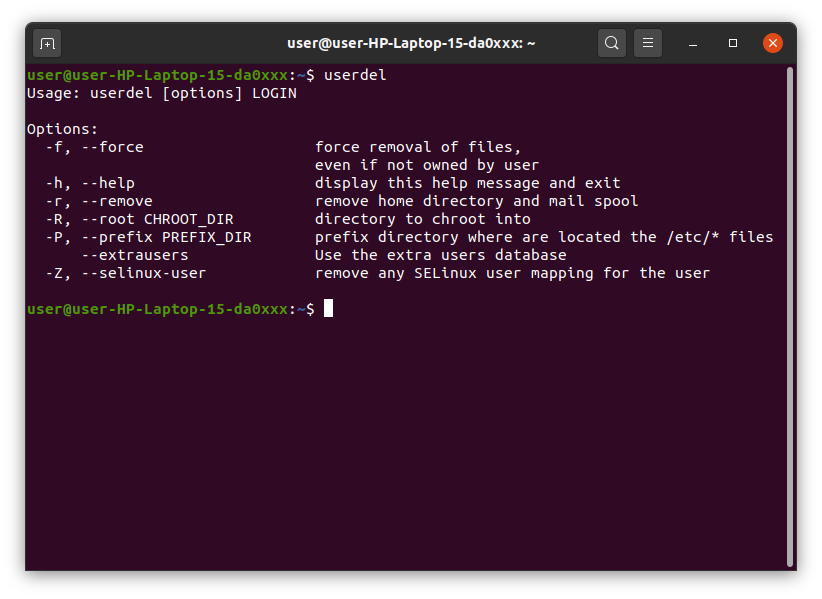 user@user-HP-Laptop-15-da0xxx: ~
user@user-HP-Laptop-15-da0xxx:~$ userdel
Usage: userdel [options] LOGIN

Options:
  -f, --force                   force removal of files,
                                even if not owned by user
  -h, --help                    display this help message and exit
  -r, --remove                  remove home directory and mail spool
  -R, --root CHROOT_DIR         directory to chroot into
  -P, --prefix PREFIX_DIR       prefix directory where are located the /etc/* files
      --extrausers              Use the extra users database
  -Z, --selinux-user            remove any SELinux user mapping for the user

user@user-HP-Laptop-15-da0xxx:~$